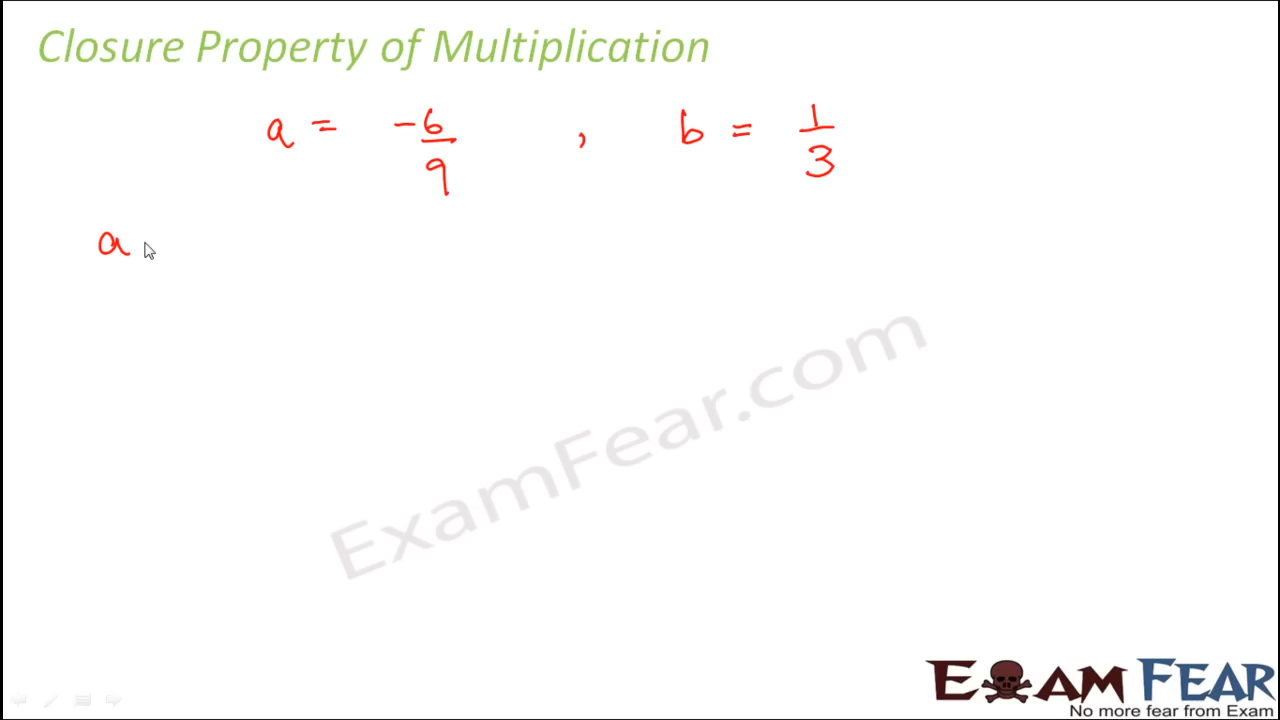 Closure Property of Multiplication
a = -6/9 , b = 1/3
a
ExamFear.com
EXAM FEAR
No more fear from Exam